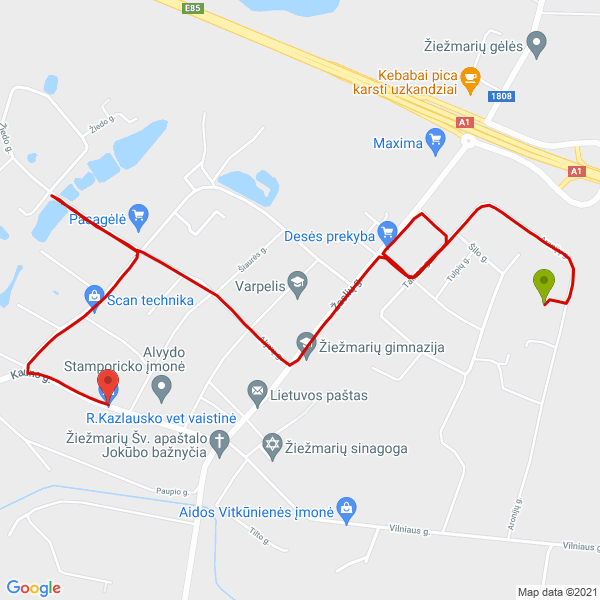 E85
Žiežmarių gėlės
Kebabai pica
karsti uzkandziai
1808
A1
Žiedo g.
Žiedo g.
Maxima
A1
Pasagėlė
Desės prekyba
Šiaurės g.
Šilo g.
Tulpių g.
Varpelis
Žaslių g.
Scan technika
Žiežmarių gimnazija
Alvydo
Stamporicko įmonė
Kauno g.
Lietuvos paštas
R.Kazlausko vet vaistinė
Žiežmarių Šv. apaštalo
Jokūbo bažnyčia
Žiežmarių sinagoga
Paupio g.
Aidos Vitkūnienės įmonė
Aronijų g.
Vilniaus g.
Tilto g.
Vilniaus g.
Google
Map data ©2021